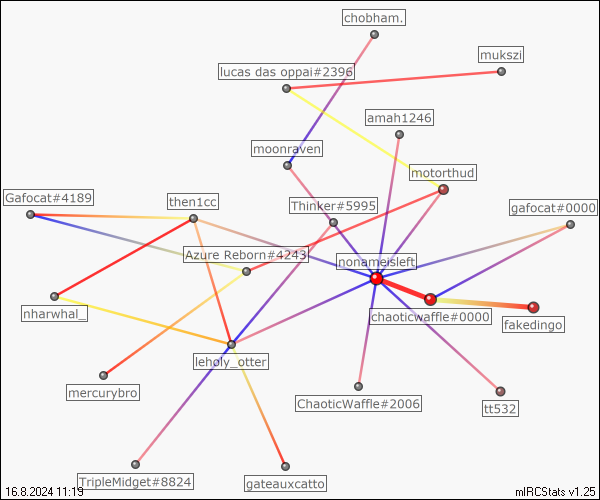 chobham.
mukszi
lucas das oppai#2396
amah1246
moonraven
motorthud
Gafocat#4189
then1cc
Thinker#5995
gafocat#0000
Azure Reborn#4243
nonameisleft
nharwhal_
chaoticwaffle#0000
fakedingo
leholy_otter
mercurybro
ChaoticWaffle#2006
tt532
TripleMidget#8824
gateauxcatto
16.8.2024 11:19
mIRCStats v1.25